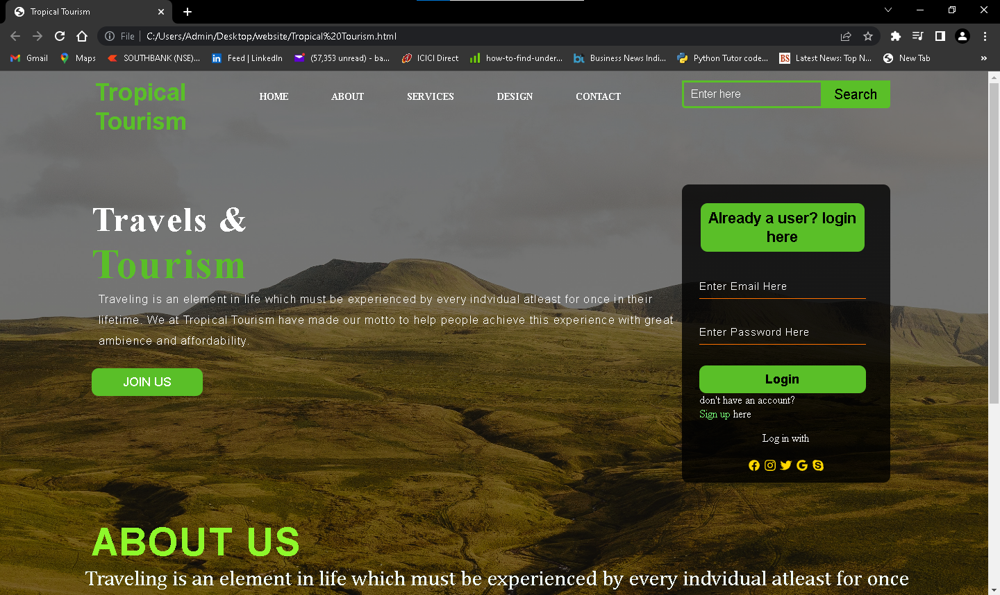 Tropical Tourism
File
C:/Users/Admin/Desktop/website/Tropical%20Tourism.html
Gmail
Maps
SOUTHBANK (NSE)...
Feed | LinkedIn
(57,353 unread) - ba...
ICICI Direct
how-to-find-under...
Business News Indi...
Python Tutor code...
BS Latest News: Top N...
New Tab
Tropical
Tourism
HOME
ABOUT
SERVICES
DESIGN
CONTACT
Enter here
Search
Travels &
Tourism
Traveling is an element in life which must be experienced by every indvidual atleast for once in their
lifetime. We at Tropical Tourism have made our motto to help people achieve this experience with great
ambience and affordability.
JOIN US
Already a user? login
here
Enter Email Here
Enter Password Here
Login
don't have an account?
Sign up here
Log in with
ABOUT US
Traveling is an element in life which must be experienced by every indvidual atleast for once